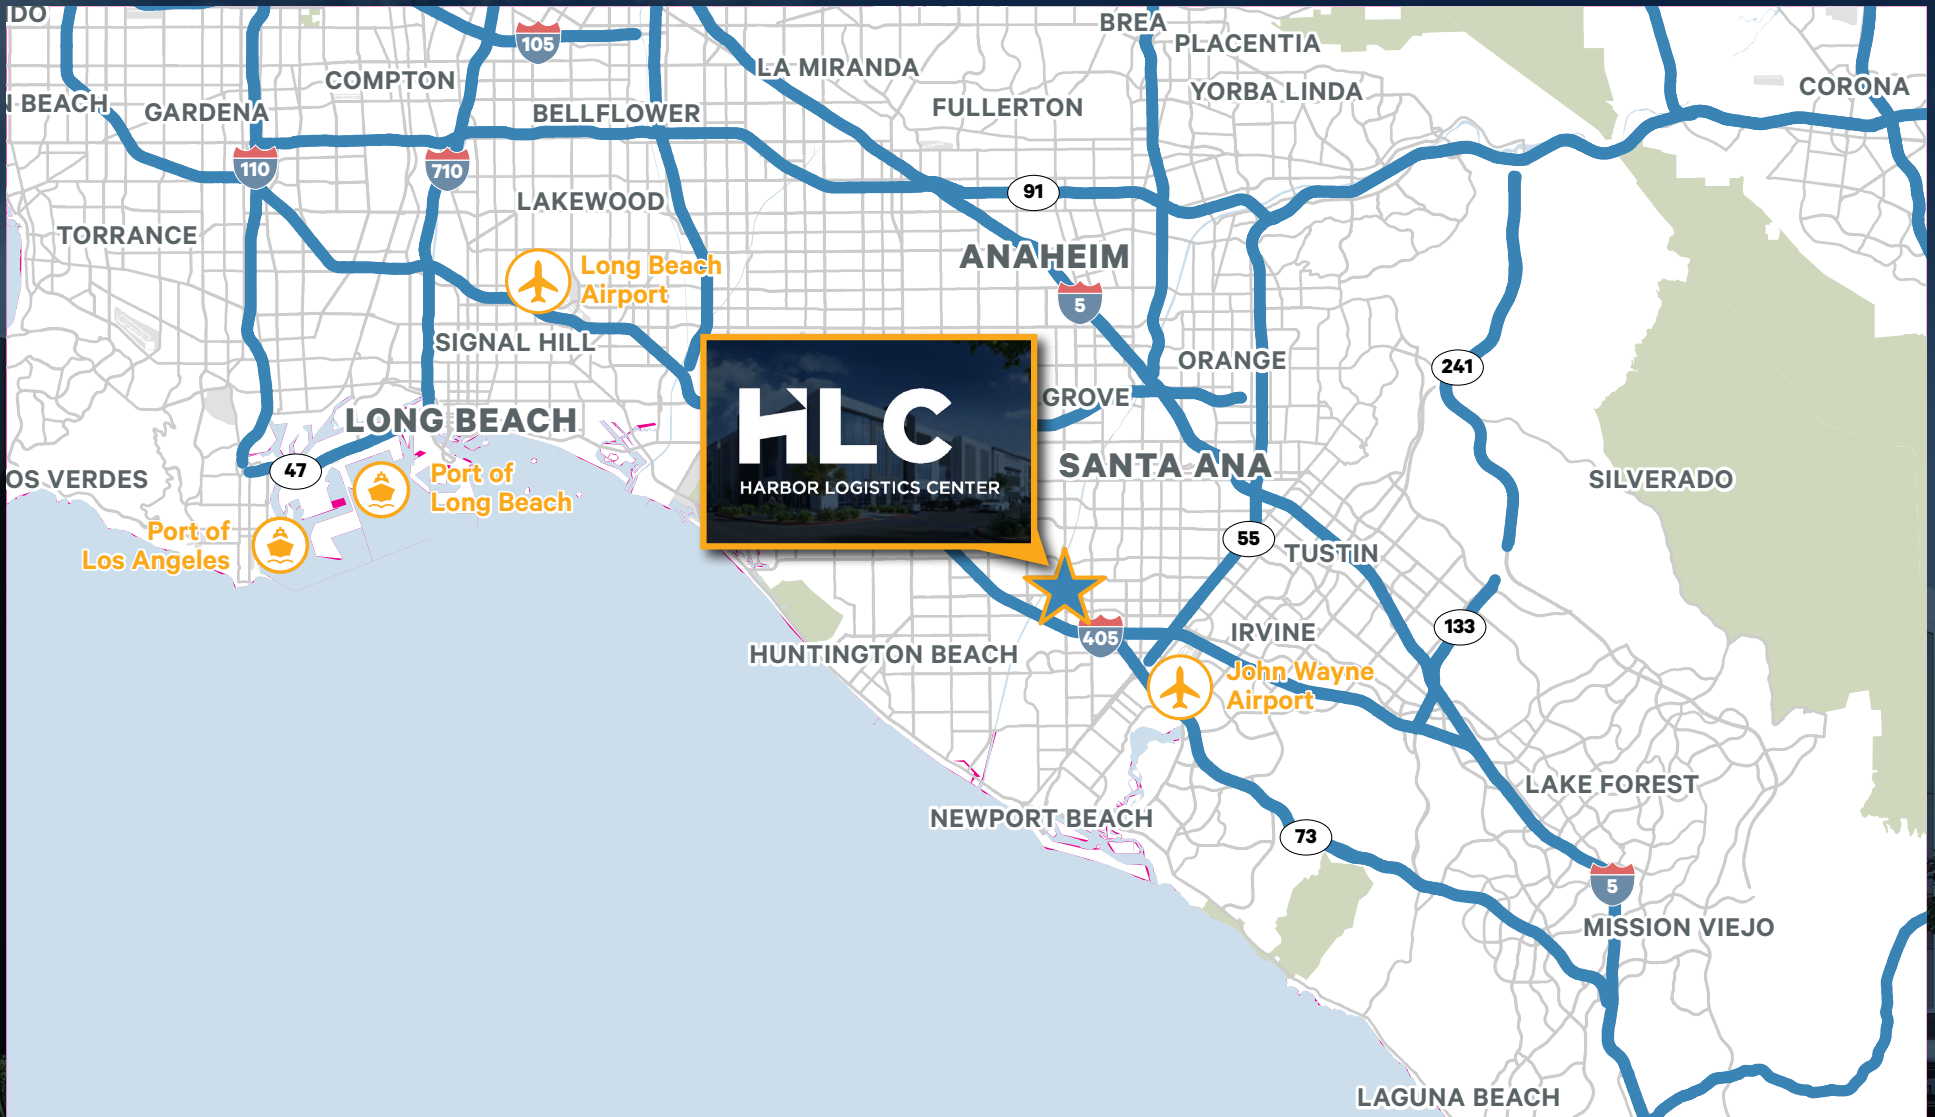 DO
105
BREA
PLACENTIA
LA MIRANDA
COMPTON
YORBA LINDA
CORONA
N BEACH
GARDENA
BELLFLOWER
FULLERTON
110
710
91
LAKEWOOD
TORRANCE
ANAHEIM
Long Beach
Airport
5
SIGNAL HILL
ORANGE
241
GROVE
HLC
HARBOR LOGISTICS CENTER
LONG BEACH
SANTA ANA
47
OS VERDES
Port of
Long Beach
SILVERADO
Port of
Los Angeles
55
TUSTIN
133
IRVINE
405
HUNTINGTON BEACH
John Wayne
Airport
LAKE FOREST
NEWPORT BEACH
73
5
MISSION VIEJO
LAGUNA BEACH